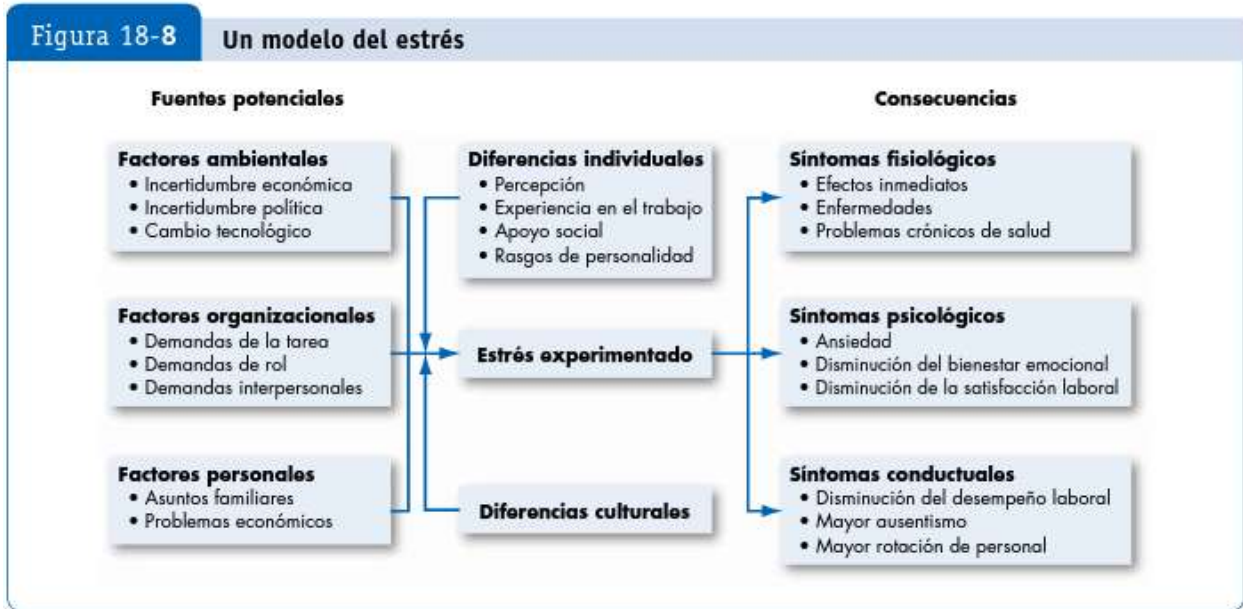 Figura 18-8
Un modelo del estrés
Fuentes potenciales
Consecuencias
Factores ambientales
• Incertidumbre económica
• Incertidumbre política
• Cambio tecnológico
Factores organizacionales
• Demandas de la tarea
• Demandas de rol
• Demandas interpersonales
Factores personales
• Asuntos familiares
• Problemas económicos
Diferencias individuales
• Percepción
• Experiencia en el trabajo
• Apoyo social
• Rasgos de personalidad
Estrés experimentado
Diferencias culturales
Síntomas fisiológicos
• Efectos inmediatos
• Enfermedades
• Problemas crónicos de salud
Síntomas psicológicos
• Ansiedad
• Disminución del bienestar emocional
• Disminución de la satisfacción laboral
Síntomas conductuales
• Disminución del desempeño laboral
• Mayor ausentismo
• Mayor rotación de personal